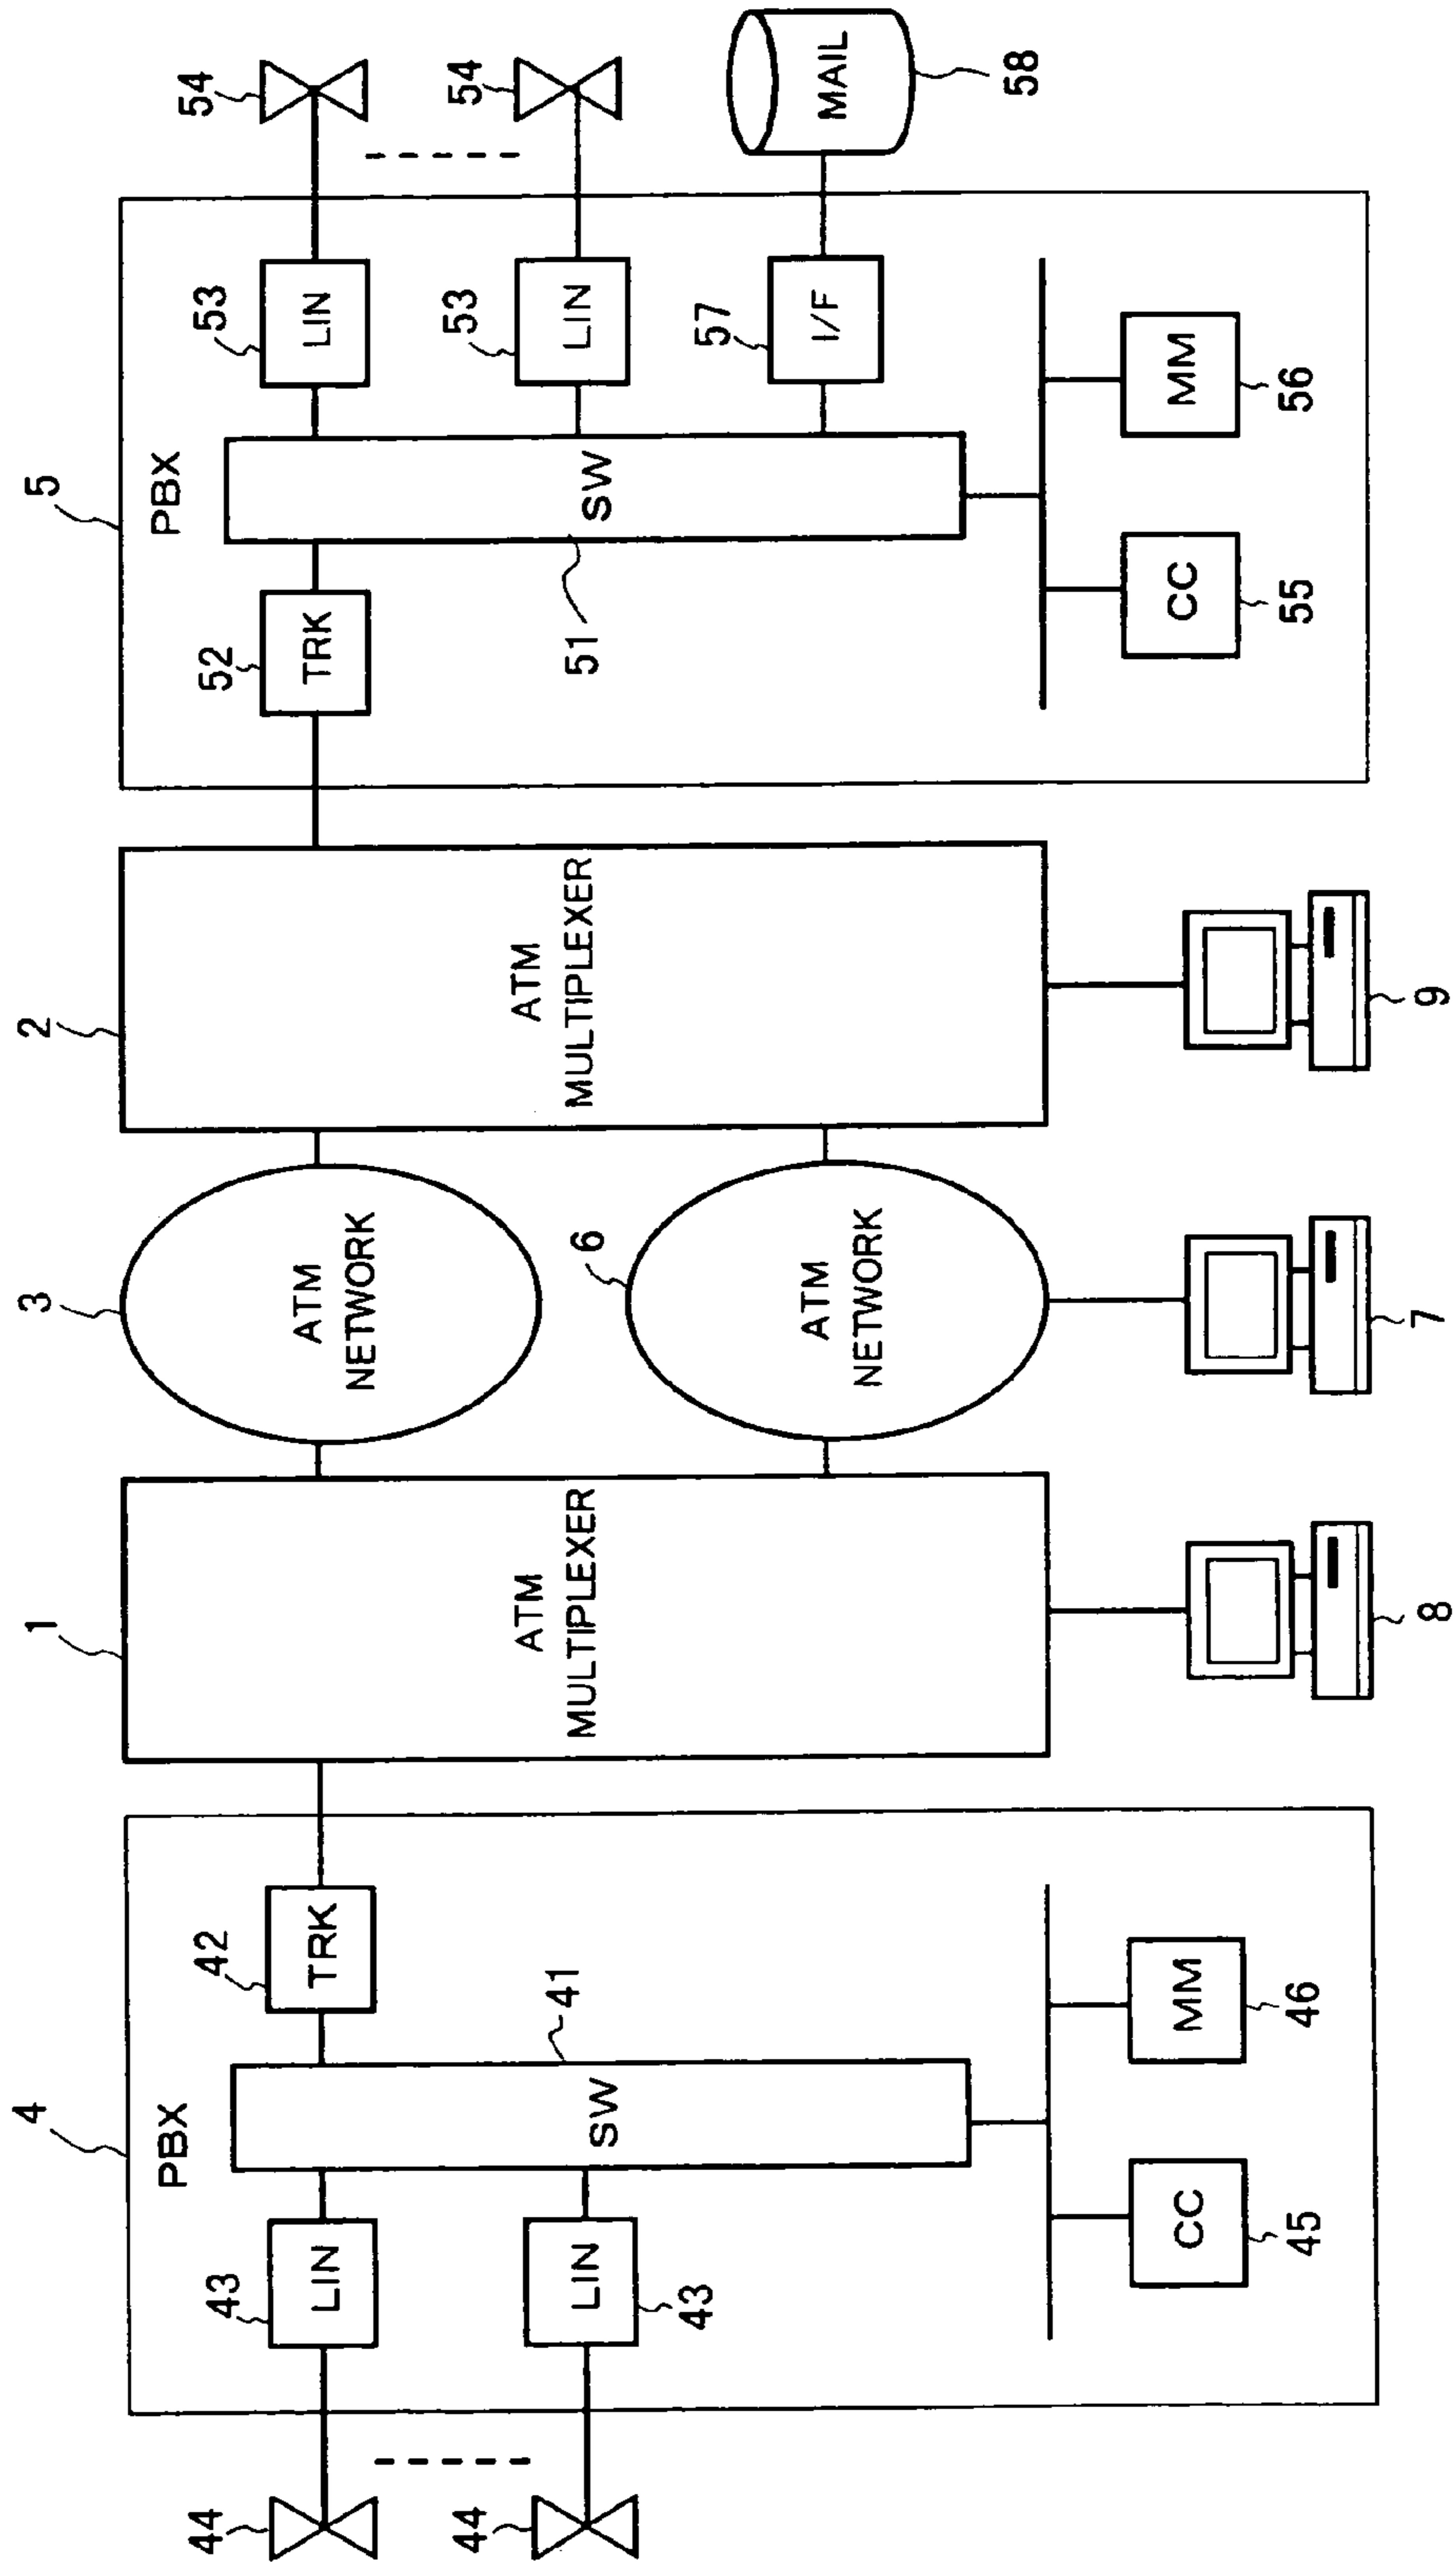 4
PBX
44
43
LIN
42
TRK
41
SW
44
LIN
43
CC
45
MM
46
1
ATM
MULTIPLEXER
8
3
ATM
NETWORK
6
ATM
NETWORK
7
2
ATM
MULTIPLEXER
9
5
PBX
52
TRK
51
SW
53
LIN
54
53
LIN
54
57
I/F
MAIL
58
CC
55
MM
56